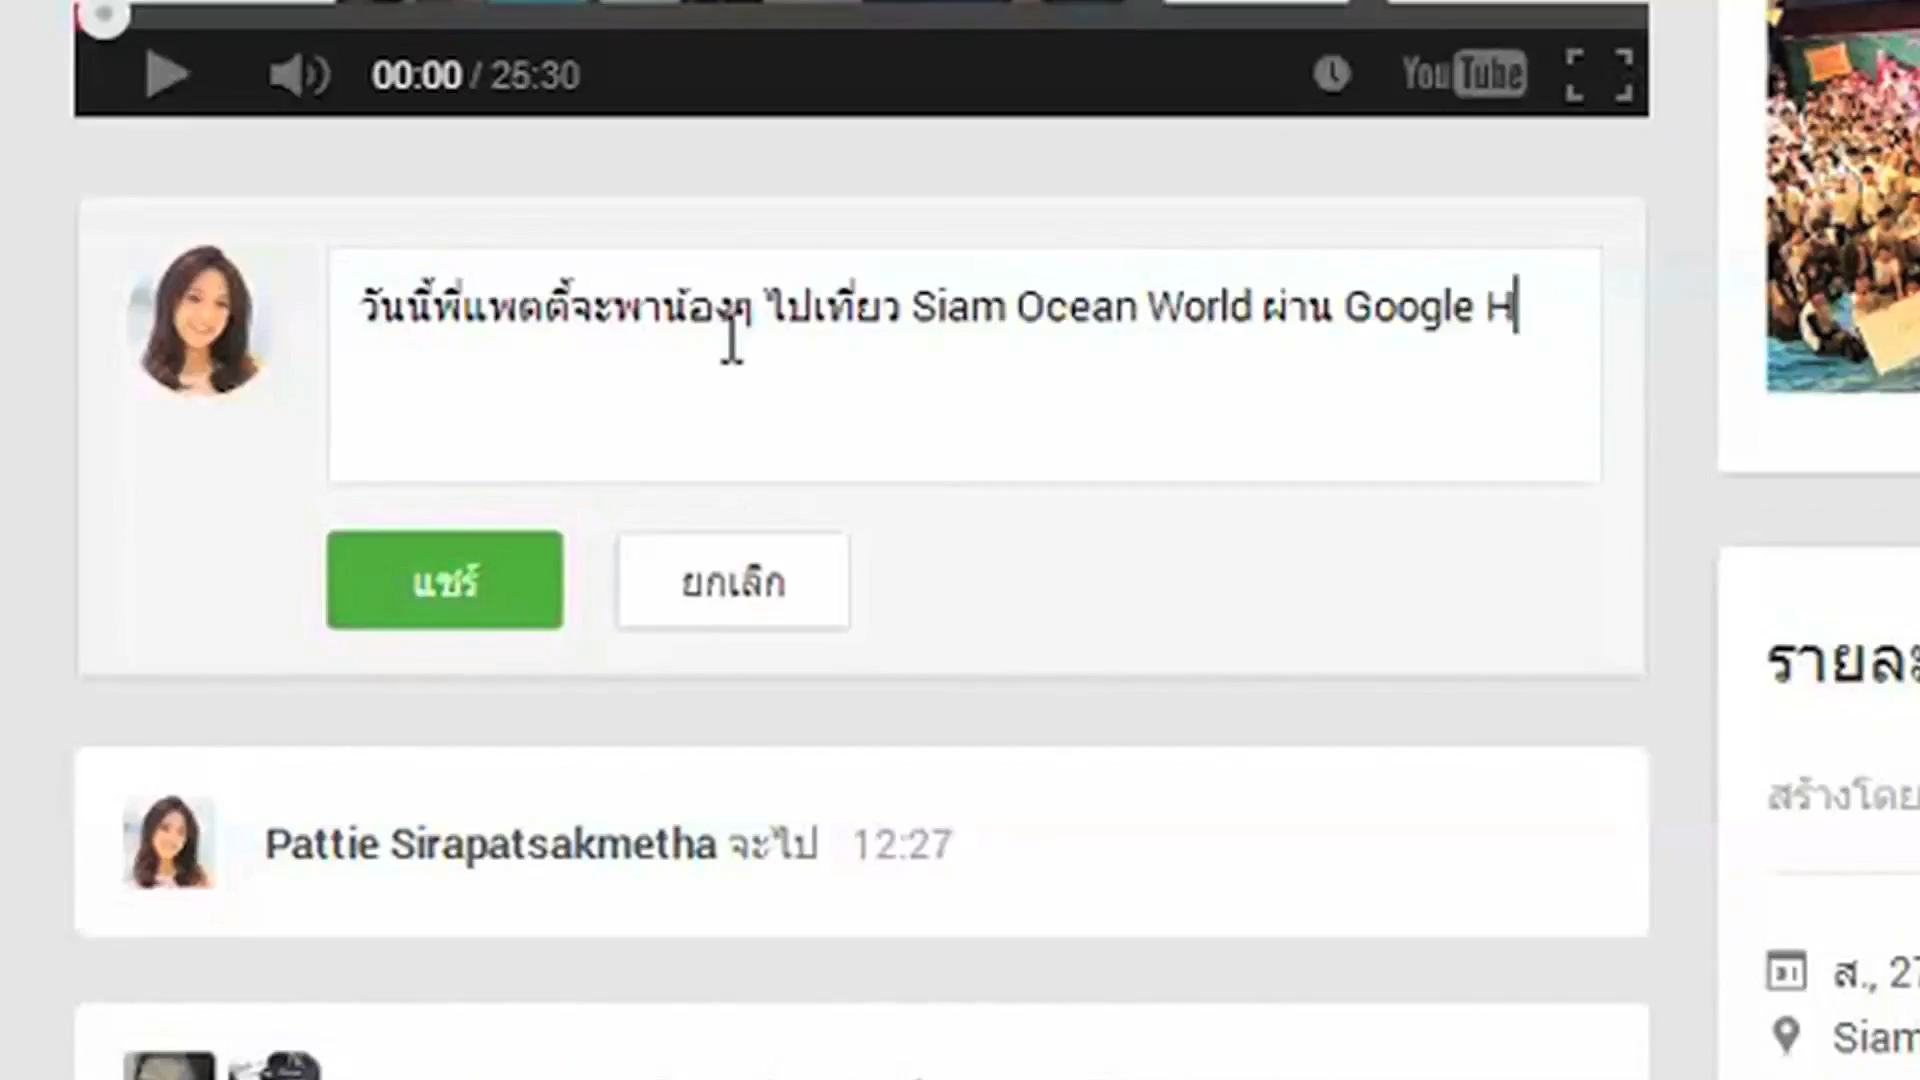 00:00 / 25:30
YouTube
วันนี้พี่แพตตี้จะพาน้องๆ ไปเที่ยว Siam Ocean World ผ่าน Google H
แชร์
ยกเลิก
Pattie Sirapatsakmetha จะไป 12:27
รายละ
สร้างโดย
31
ส., 27
Siam